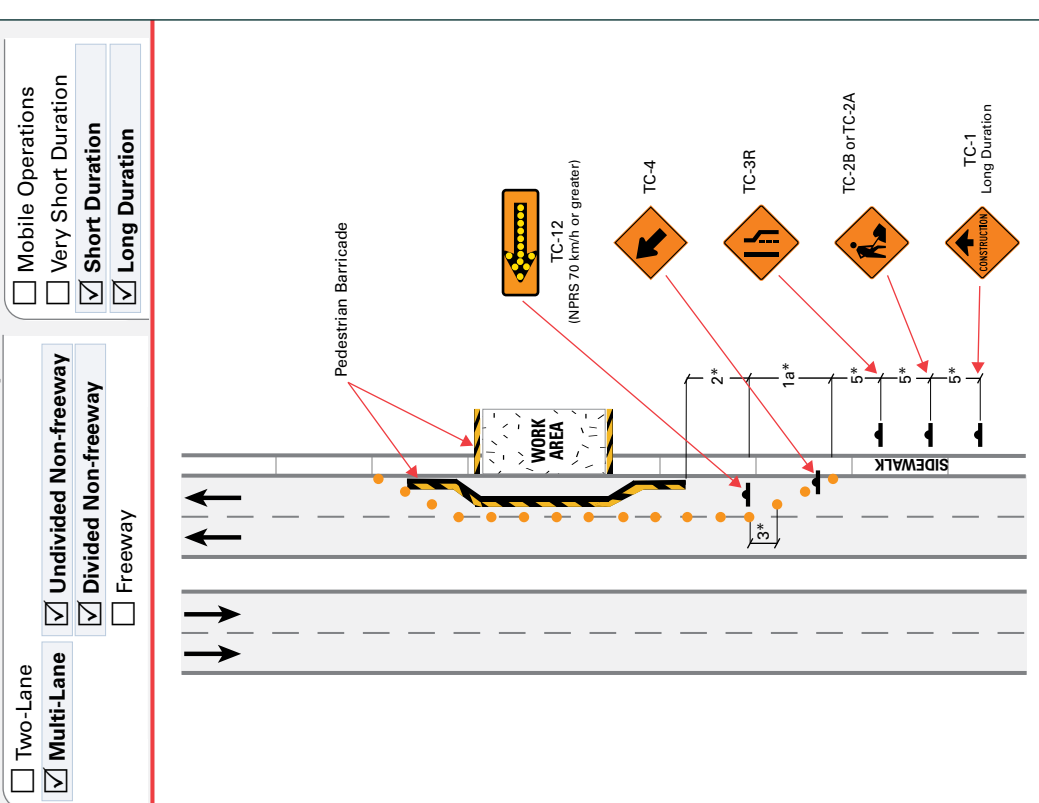 Mobile Operations
Very Short Duration
Short Duration
Long Duration
Two-Lane
Multi-Lane
Undivided Non-freeway
Divided Non-freeway
Freeway
Pedestrian Barricade
TC-12
(NPRS 70 km/h or greater)
TC-4
TC-3R
TC-2B or TC-2A
CONSTRUCTION
TC-1
Long Duration
WORK
AREA
2*
1a*
5*
5*
5*
3*
SIDEWALK